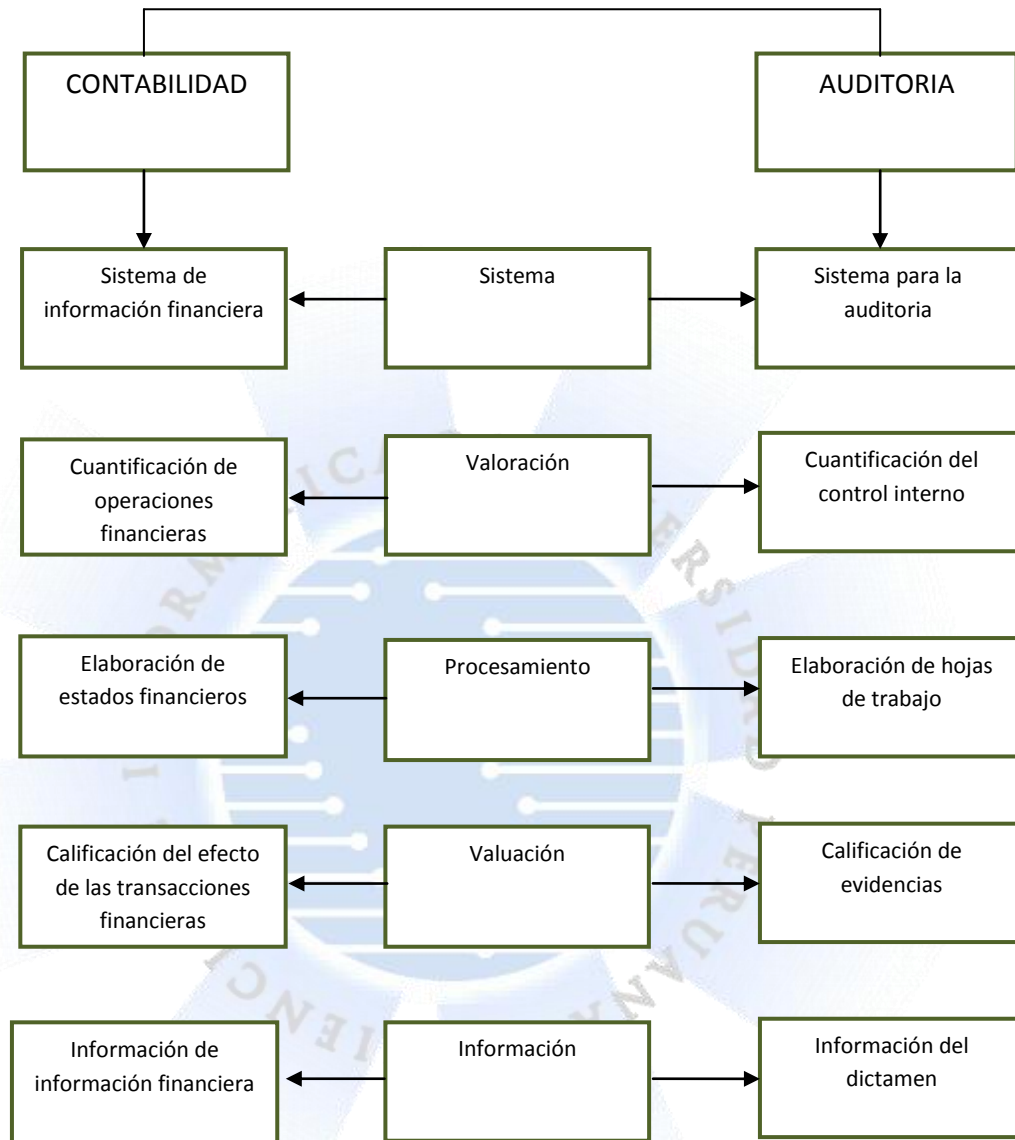 CONTABILIDAD
AUDITORIA
Sistema de
información financiera
Sistema
Sistema para la
auditoria
Cuantificación de
operaciones
financieras
Valoración
Cuantificación del
control interno
Elaboración de
estados financieros
Procesamiento
Elaboración de hojas
de trabajo
Calificación del efecto
de las transacciones
financieras
Valuación
Calificación de
evidencias
Información de
información financiera
Información
Información del
dictamen